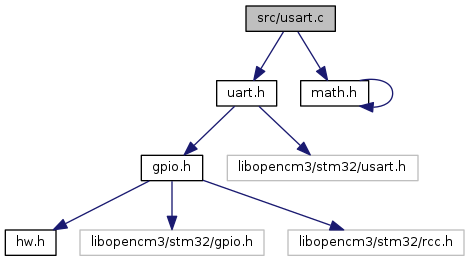 src/usart.c
uart.h
math.h
gpio.h
libopencm3/stm32/usart.h
hw.h
libopencm3/stm32/gpio.h
libopencm3/stm32/rcc.h